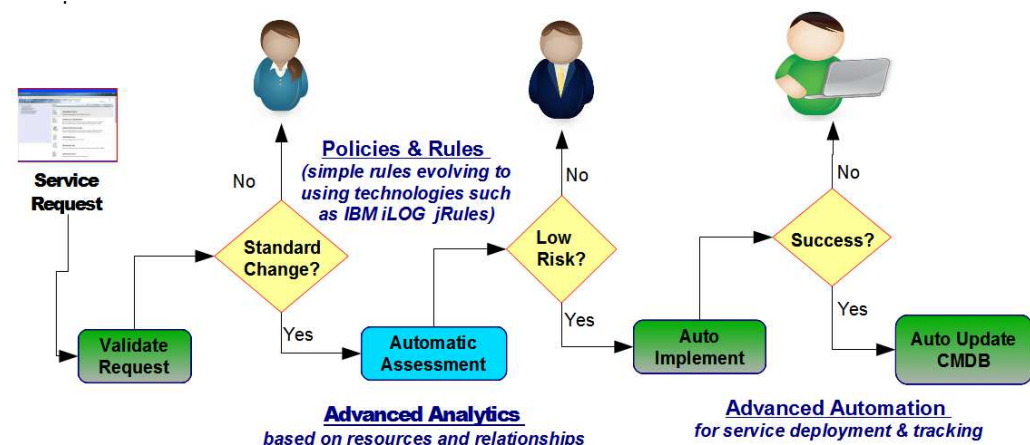 Policies & Rules
(simple rules evolving to
using technologies such
as IBM iLOG jRules)
Service
Request
No
No
No
Standard
Change?
Low
Risk?
Success?
Yes
Yes
Yes
Validate
Request
Automatic
Assessment
Auto
Implement
Auto Update
CMDB
Advanced Analytics
based on resources and relationships
Advanced Automation
for service deployment & tracking